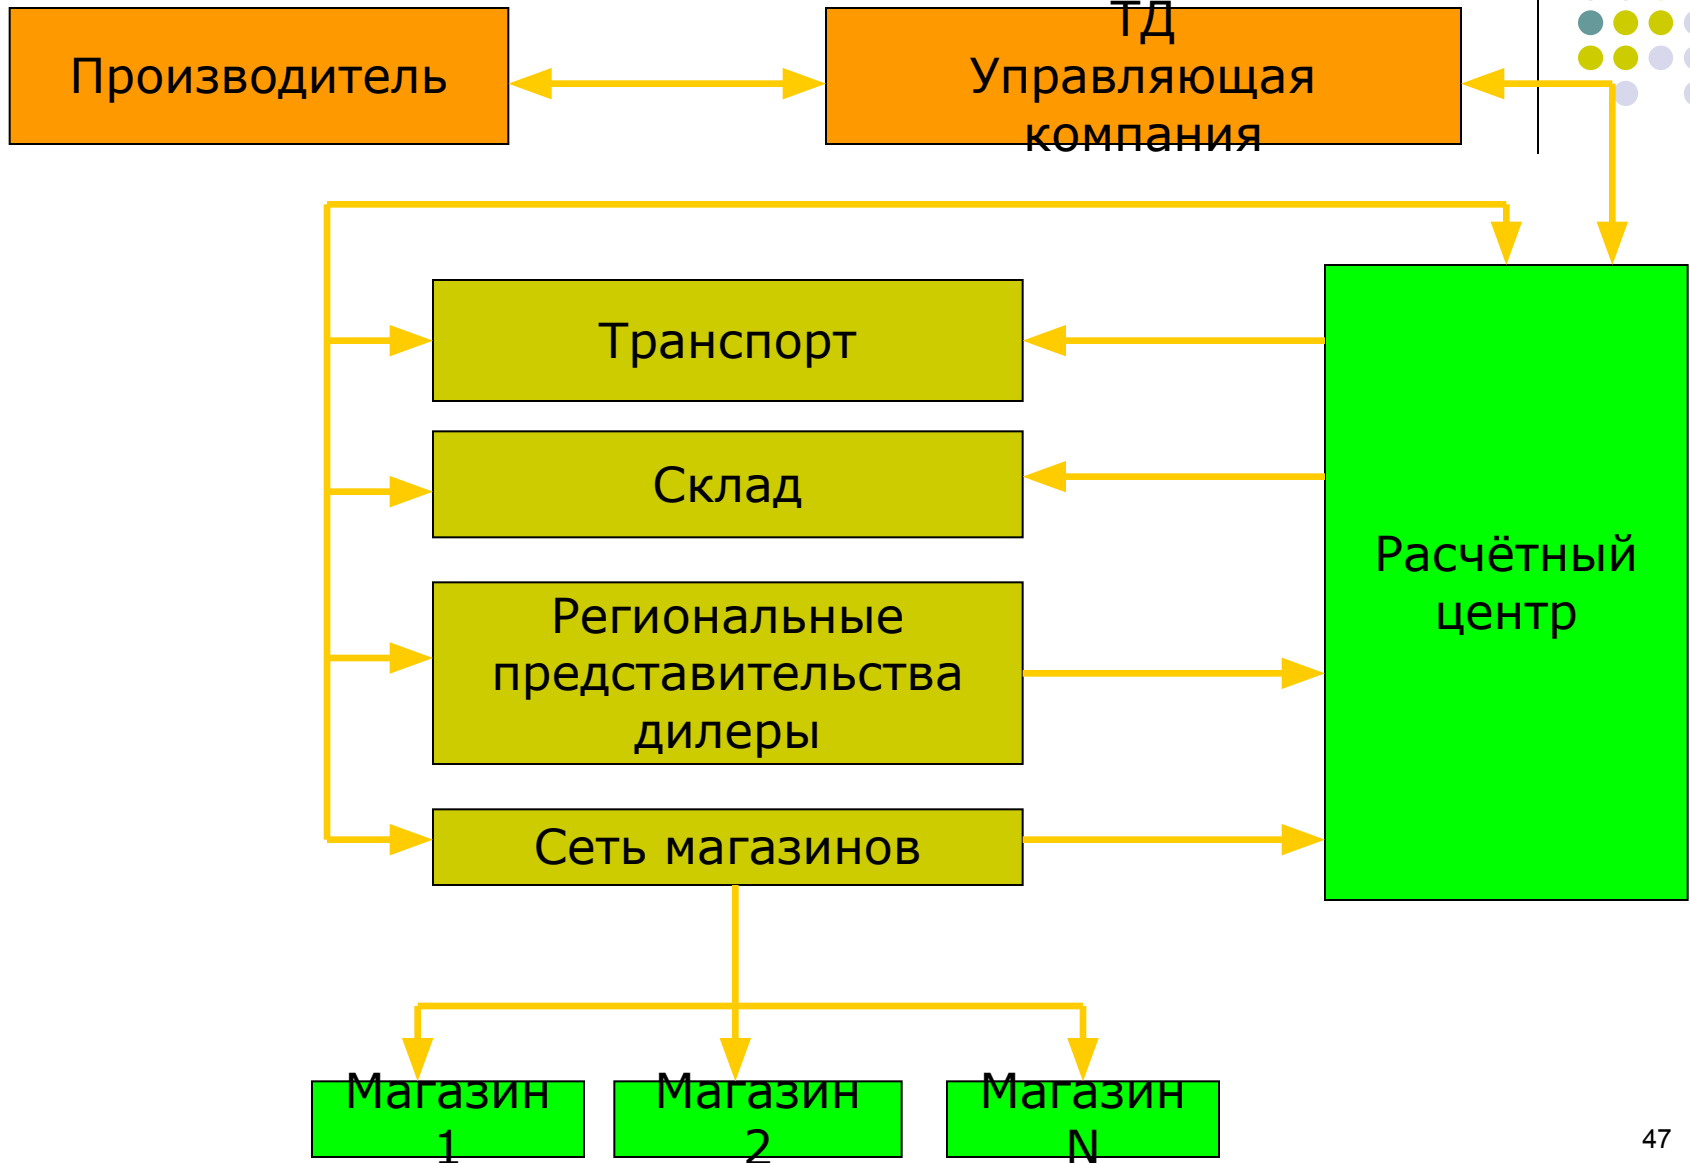 Производитель
ТД
Управляющая
компания
Транспорт
Склад
Региональные
представительства
дилеры
Сеть магазинов
Расчётный
центр
Магазин
1
Магазин
2
Магазин
N
47